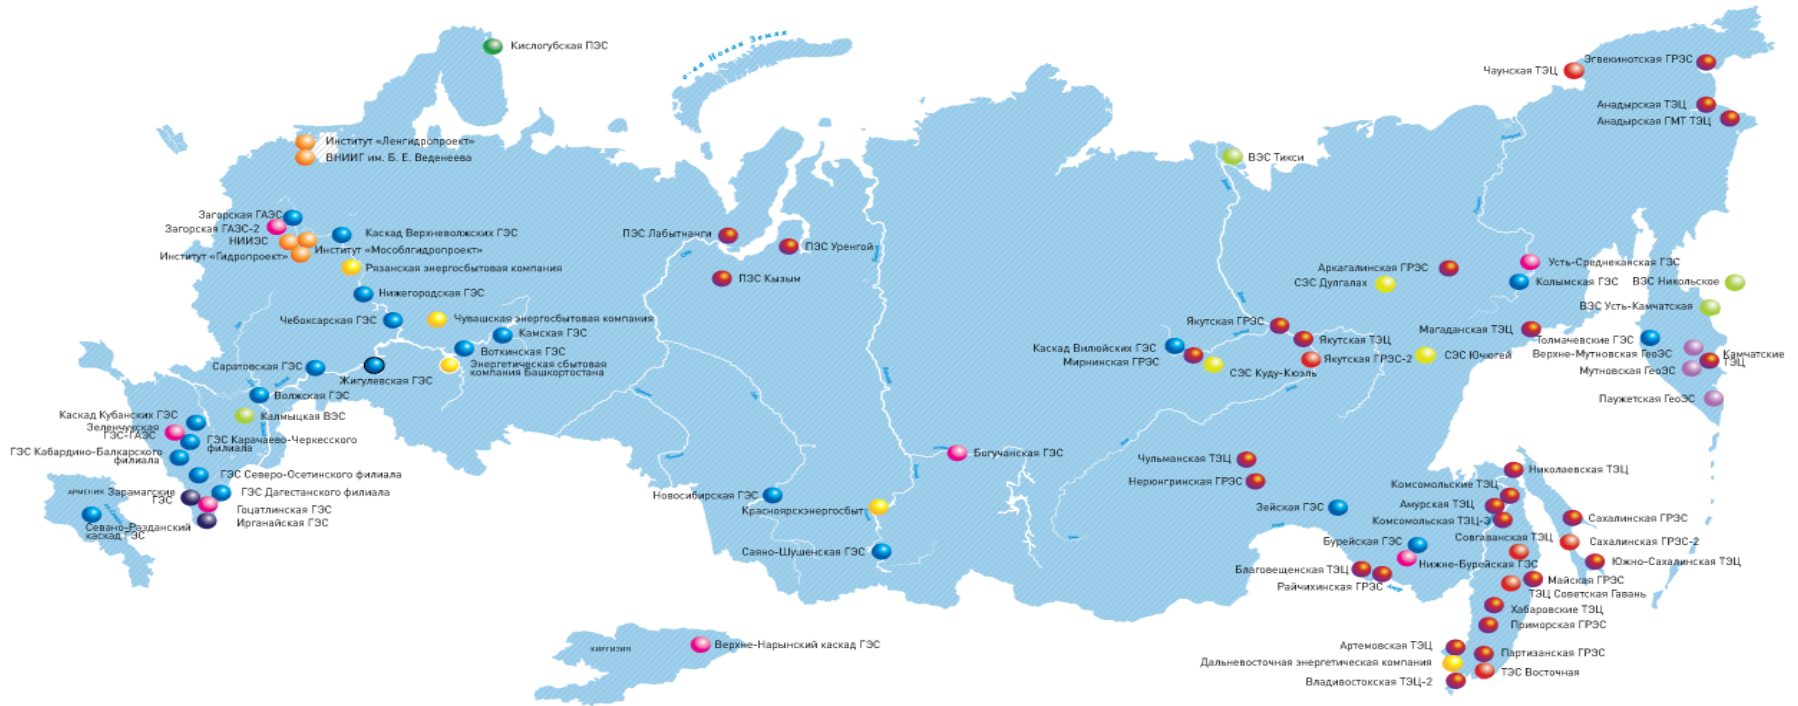 о-ва Новая Земля
Кислогубская ПЭС
Чаунская ТЭЦ
Эгвекинотская ГРЭС
Анадырская ТЭЦ
Анадырская ГМТ ТЭЦ
Институт «Ленгидропроект»
ВНИИГ им. Б. Е. Веденеева
ВЭС Тикси
Загорская ГАЭС
Загорская ГАЭС-2
НИИЭС
Институт «Гидропроект»
Каскад Верхневолжских ГЭС
Институт «Мособлгидропроект»
Рязанская энергосбытовая компания
ПЭС Лабытнанги
ПЭС Уренгой
ПЭС Кызым
Аркагалинская ГРЭС
СЭС Дулгалах
Усть-Среднеканская ГЭС
Колымская ГЭС
ВЭС Никольское
ВЭС Усть-Камчатская
Нижегородская ГЭС
Чебоксарская ГЭС
Чувашская энергосбытовая компания
Камская ГЭС
Воткинская ГЭС
Энергетическая сбытовая
компания Башкортостана
Саратовская ГЭС
Жигулевская ГЭС
Волжская ГЭС
Калмыцкая ВЭС
Якутская ГРЭС
Якутская ТЭЦ
Якутская ГРЭС-2
Каскад Вилюйских ГЭС
Мирнинская ГРЭС
СЭС Куду-Кюэль
СЭС Ючюгей
Магаданская ТЭЦ
Толмачевские ГЭС
Верхне-Мутновская ГеоЭС
Камчатские
ТЭЦ
Мутновская ГеоЭС
Паужетская ГеоЭС
Каскад Кубанских ГЭС
Зеленчукская
ГЭС-ГАЭС
ГЭС Карачаево-Черкесского
филиала
ГЭС Кабардино-Балкарского
филиала
ГЭС Северо-Осетинского филиала
АРМЕНИЯ
Зарамагские
ГЭС
ГЭС Дагестанского филиала
Гоцатлинская ГЭС
Ирганайская ГЭС
Севано-Разданский
каскад ГЭС
Богучанская ГЭС
Новосибирская ГЭС
Красноярскэнергосбыт
Саяно-Шушенская ГЭС
Чульманская ТЭЦ
Нерюнгринская ГРЭС
Зейская ГЭС
Бурейская ГЭС
Нижне-Бурейская ГЭС
Благовещенская ТЭЦ
Райчихинская ГРЭС
Николаевская ТЭЦ
Комсомольские ТЭЦ
Амурская ТЭЦ
Комсомольская ТЭЦ-3
Совгаванская ТЭЦ
Сахалинская ГРЭС
Сахалинская ГРЭС-2
Южно-Сахалинская ТЭЦ
Майская ГРЭС
ТЭЦ Советская Гавань
Хабаровские ТЭЦ
Приморская ГРЭС
Артемовская ТЭЦ
Партизанская ГРЭС
Дальневосточная энергетическая компания
ТЭС Восточная
Владивостокская ТЭЦ-2
КИРГИЗИЯ
Верхне-Нарынский каскад ГЭС